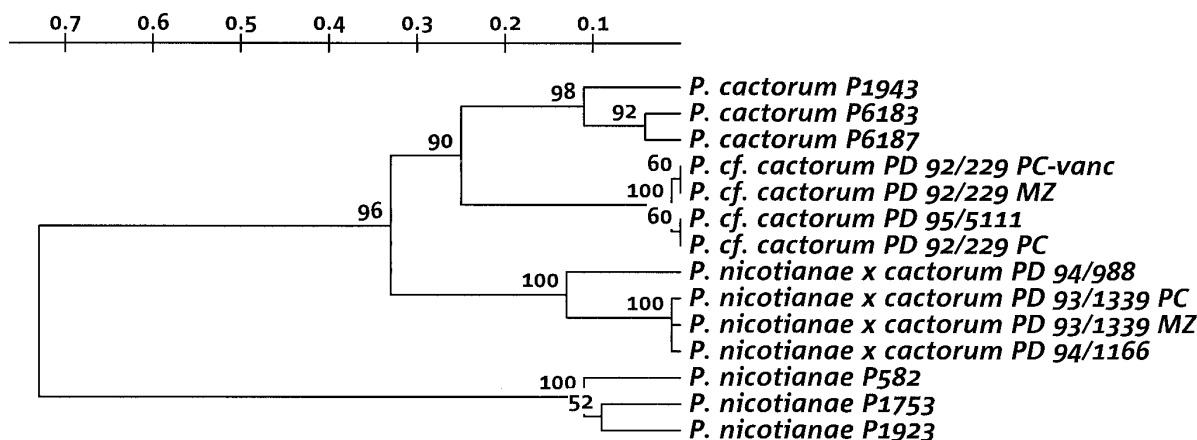 0.7 0.6 0.5 0.4 0.3 0.2 0.1
98 P. cactorum P1943
92 P. cactorum P6183
P. cactorum P6187
90
60 P. cf. cactorum PD 92/229 PC-vanc
100 P. cf. cactorum PD 92/229 MZ
96
60 P. cf. cactorum PD 95/5111
P. cf. cactorum PD 92/229 PC
100 P. nicotianae x cactorum PD 94/988
100 P. nicotianae x cactorum PD 93/1339 PC
P. nicotianae x cactorum PD 93/1339 MZ
P. nicotianae x cactorum PD 94/1166
100 P. nicotianae P582
52 P. nicotianae P1753
P. nicotianae P1923